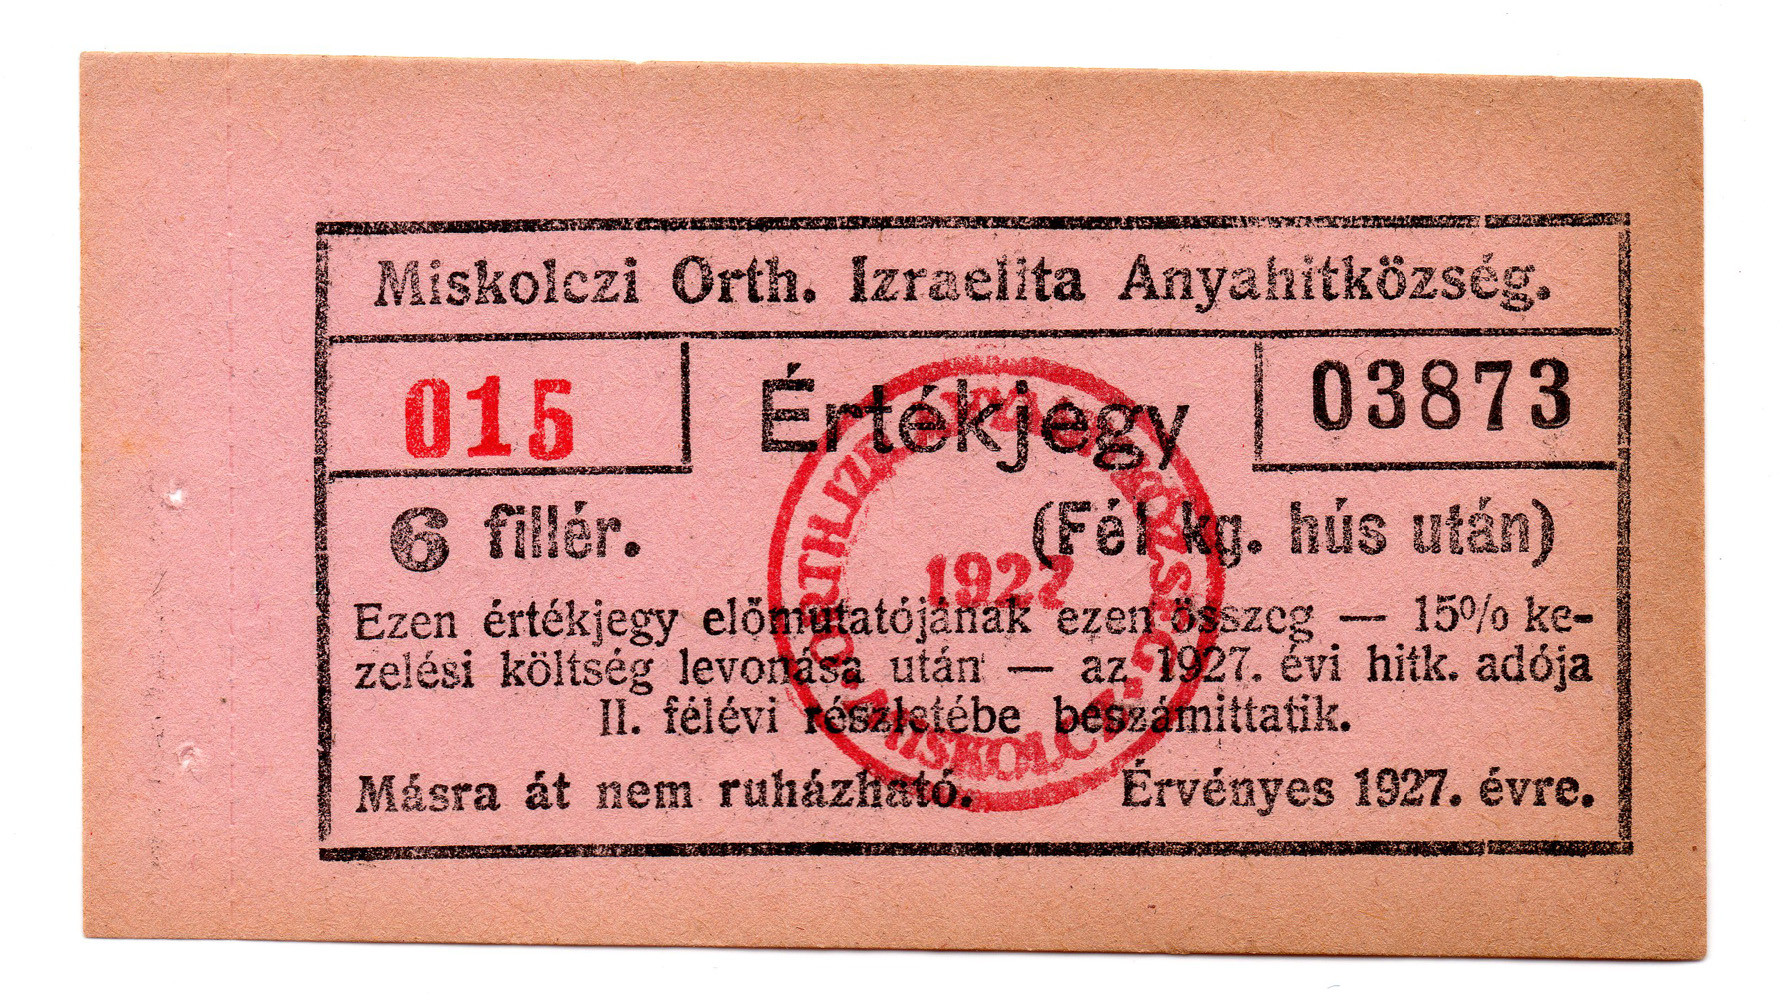 Miskolczi Orth. Izraelita Anyahitközség.
015
Értékjegy
03873
6 fillér.
(Fél kg. hús után)
Ezen értékjegy előmutatójának ezen összeg — 15% ke-
zelési költség levonása után — az 1927. évi hitk. adója
II. félévi részletébe beszámittatik.
Másra át nem ruházható.
Érvényes 1927. évre.
ORTH. IZR.
1922
MISKOLCZ.